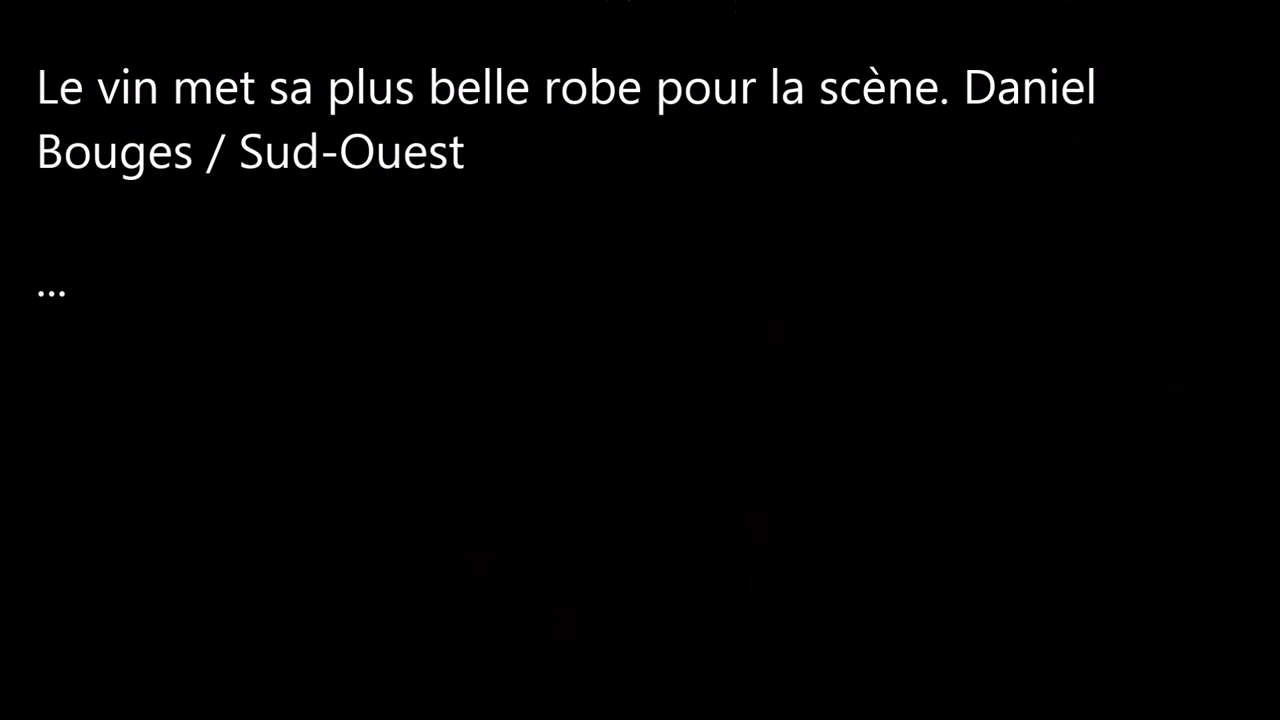 Le vin met sa plus belle robe pour la scène. Daniel
Bouges / Sud-Ouest
...